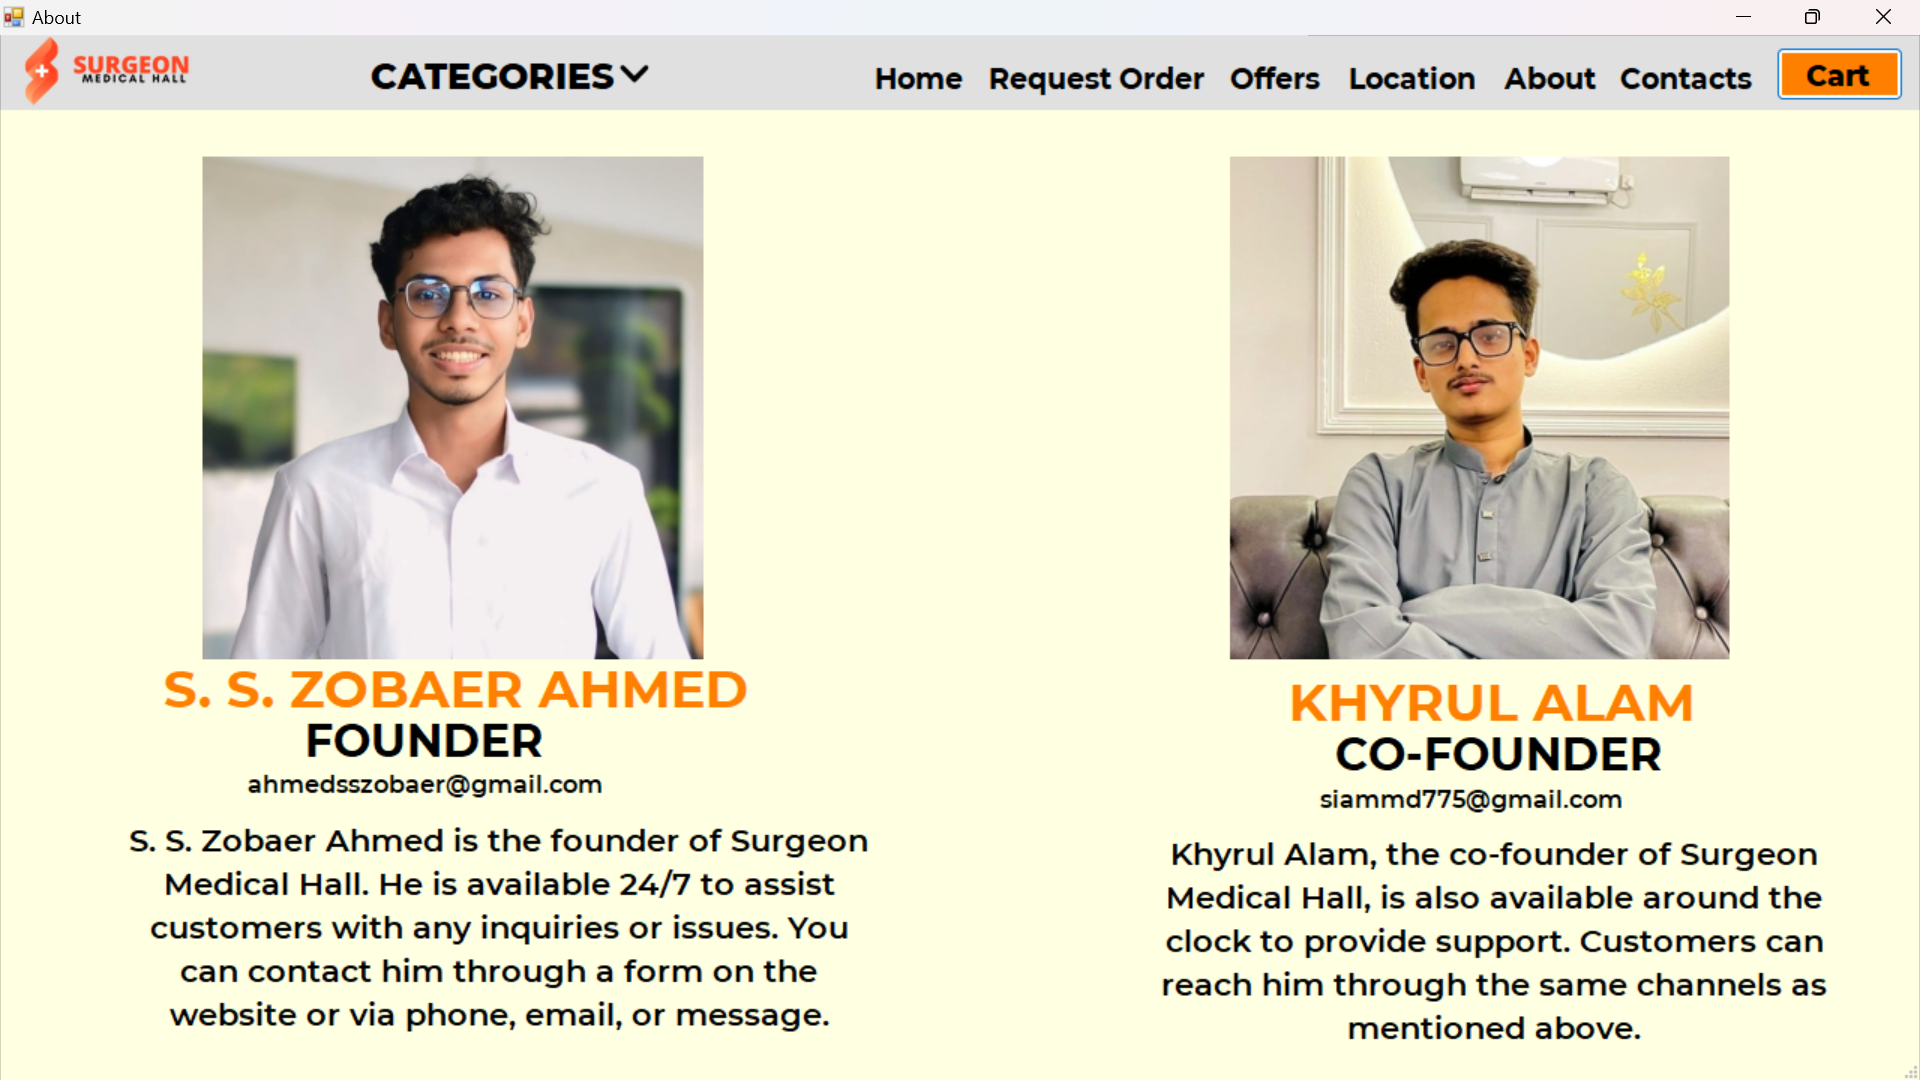 About
SURGEON
MEDICAL HALL
CATEGORIES
Home Request Order Offers Location About Contacts Cart
S. S. ZOBAER AHMED
FOUNDER
ahmedsszobaer@gmail.com
S. S. Zobaer Ahmed is the founder of Surgeon
Medical Hall. He is available 24/7 to assist
customers with any inquiries or issues. You
can contact him through a form on the
website or via phone, email, or message.
KHYRUL ALAM
CO-FOUNDER
siammd775@gmail.com
Khyrul Alam, the co-founder of Surgeon
Medical Hall, is also available around the
clock to provide support. Customers can
reach him through the same channels as
mentioned above.